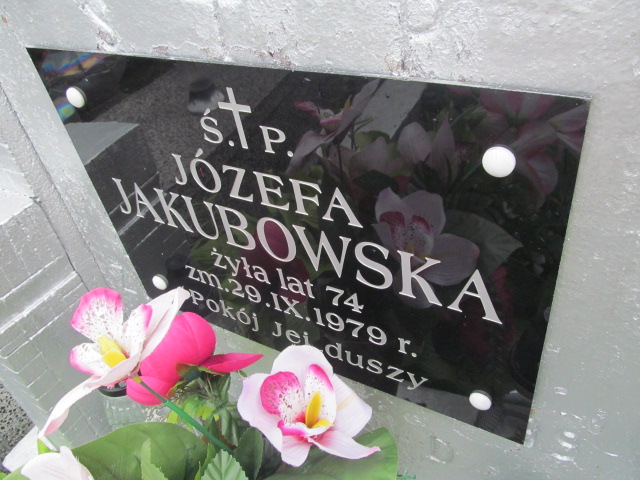 Ś. P.
JÓZEFA
JAKUBOWSKA
żyła lat 74
zm. 29. IX. 1979 r.
Pokój Jej duszy